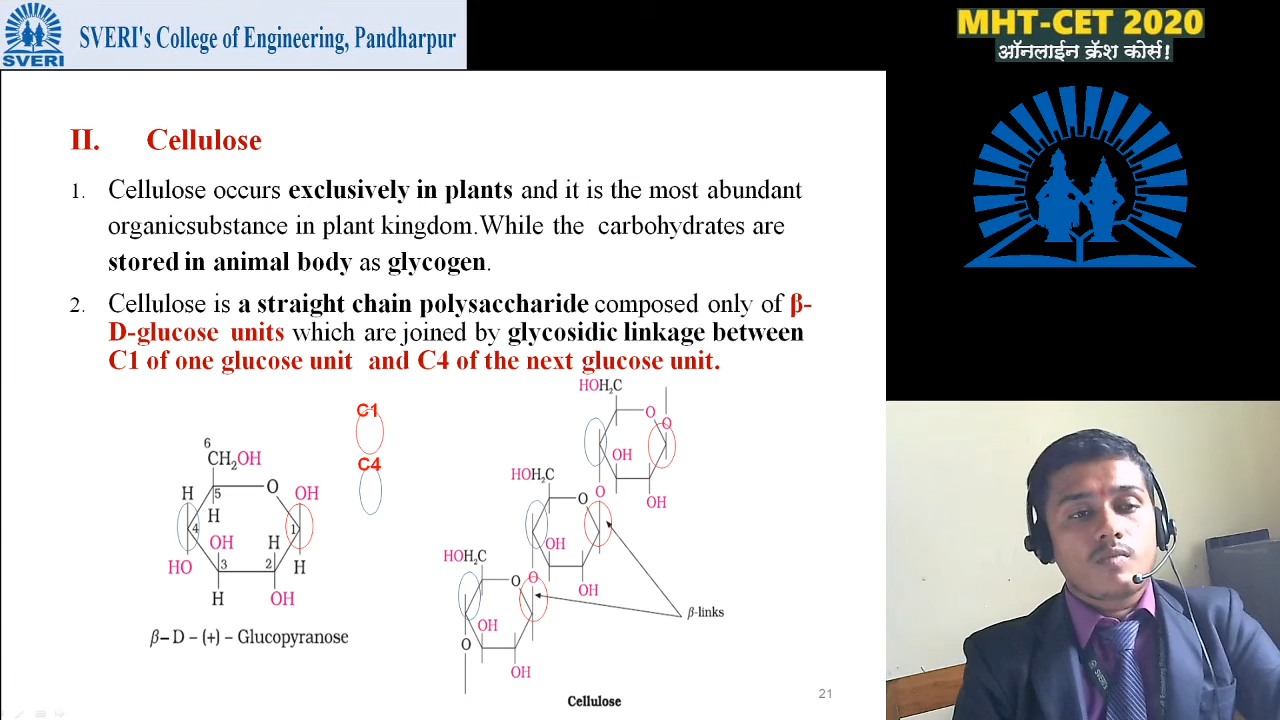 SVERI
SVERI's College of Engineering, Pandharpur
MHT-CET 2020
ऑनलाईन क्रॅश कोर्स!
II. Cellulose
1. Cellulose occurs exclusively in plants and it is the most abundant
organicsubstance in plant kingdom.While the carbohydrates are
stored in animal body as glycogen.
2. Cellulose is a straight chain polysaccharide composed only of β-
D-glucose units which are joined by glycosidic linkage between
C1 of one glucose unit and C4 of the next glucose unit.
C1
C4
6
CH2OH
H
5
O
OH
H
4
1
OH
H
HO
3
2
H
H
OH
β– D – (+) – Glucopyranose
HOH2C
O
O
OH
OH
HOH2C
O
O
OH
OH
HOH2C
O
O
OH
O
OH
β-links
Cellulose
21